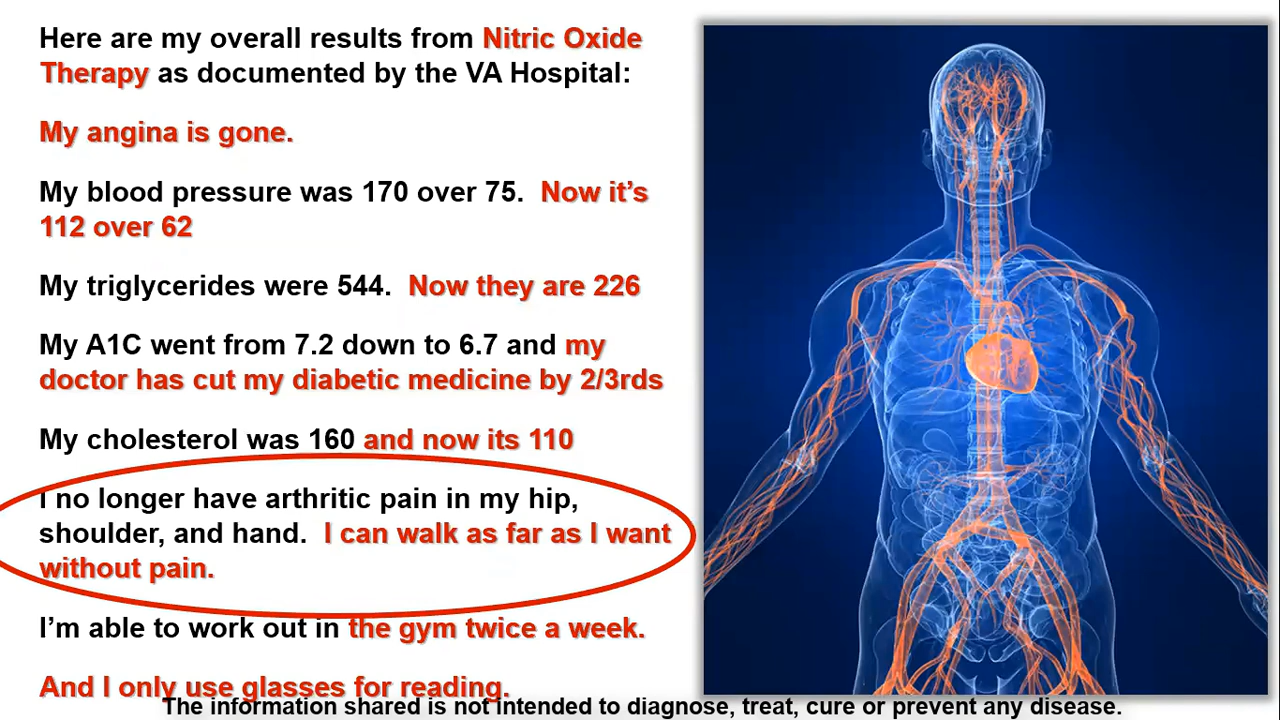 Here are my overall results from Nitric Oxide
Therapy as documented by the VA Hospital:
My angina is gone.
My blood pressure was 170 over 75. Now it’s
112 over 62
My triglycerides were 544. Now they are 226
My A1C went from 7.2 down to 6.7 and my
doctor has cut my diabetic medicine by 2/3rds
My cholesterol was 160 and now its 110
I no longer have arthritic pain in my hip,
shoulder, and hand. I can walk as far as I want
without pain.
I’m able to work out in the gym twice a week.
And I only use glasses for reading.
The information shared is not intended to diagnose, treat, cure or prevent any disease.